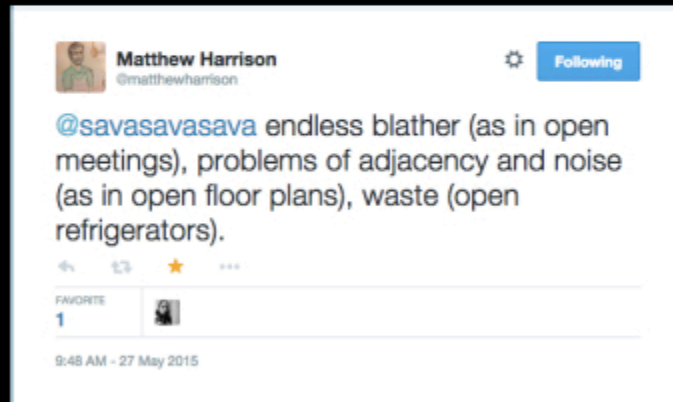 Matthew Harrison
@matthewharrison
Following
@savasavasava endless blather (as in open
meetings), problems of adjacency and noise
(as in open floor plans), waste (open
refrigerators).
FAVORITE
1
9:48 AM - 27 May 2015